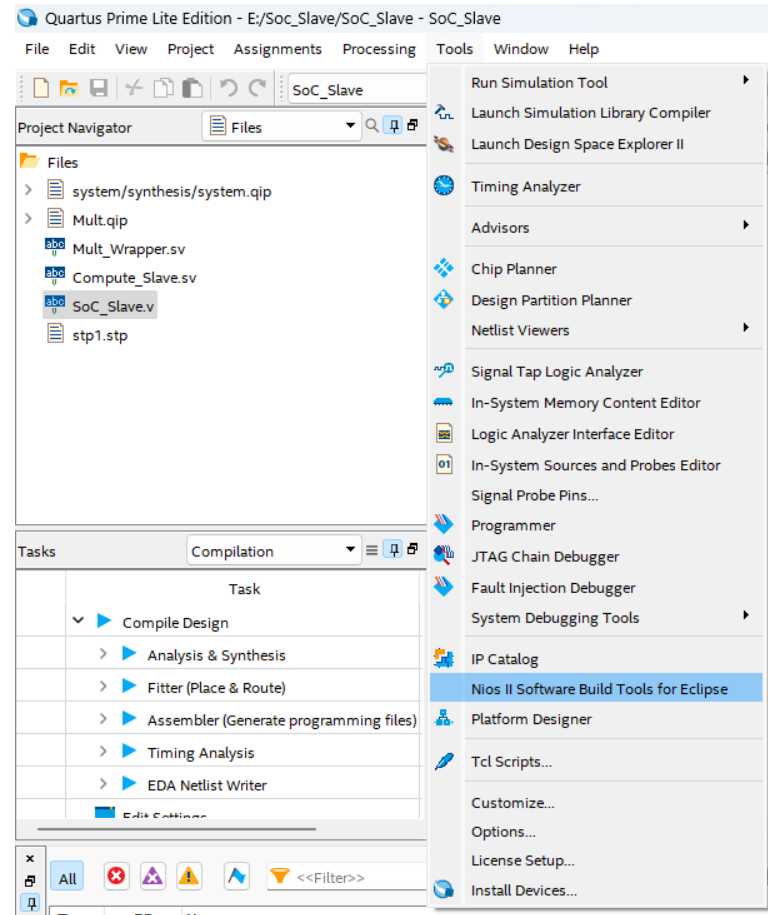 Quartus Prime Lite Edition - E:/Soc_Slave/SoC_Slave - SoC_Slave
File Edit View Project Assignments Processing Tools Window Help
SoC_Slave
Project Navigator
Files
Files
system/synthesis/system.qip
Mult.qip
Mult_Wrapper.sv
Compute_Slave.sv
SoC_Slave.v
stp1.stp
Tasks
Compilation
Task
Compile Design
Analysis & Synthesis
Fitter (Place & Route)
Assembler (Generate programming files)
Timing Analysis
EDA Netlist Writer
Edit Settings
All
<<Filter>>
Run Simulation Tool
Launch Simulation Library Compiler
Launch Design Space Explorer II
Timing Analyzer
Advisors
Chip Planner
Design Partition Planner
Netlist Viewers
Signal Tap Logic Analyzer
In-System Memory Content Editor
Logic Analyzer Interface Editor
In-System Sources and Probes Editor
Signal Probe Pins...
Programmer
JTAG Chain Debugger
Fault Injection Debugger
System Debugging Tools
IP Catalog
Nios II Software Build Tools for Eclipse
Platform Designer
Tcl Scripts...
Customize...
Options...
License Setup...
Install Devices...